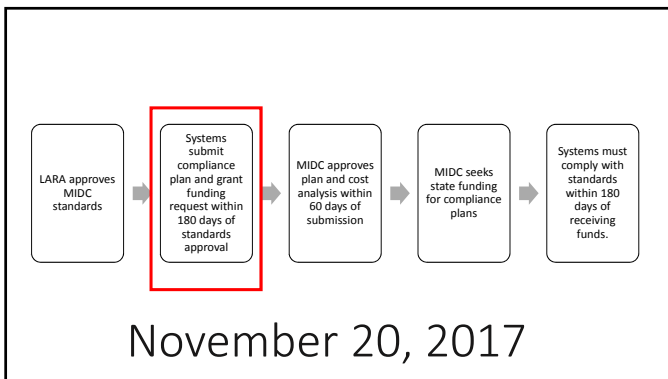 LARA approves
MIDC
standards
Systems
submit
compliance
plan and grant
funding
request within
180 days of
standards
approval
MIDC approves
plan and cost
analysis within
60 days of
submission
MIDC seeks
state funding
for compliance
plans
Systems must
comply with
standards
within 180
days of
receiving
funds.
November 20, 2017